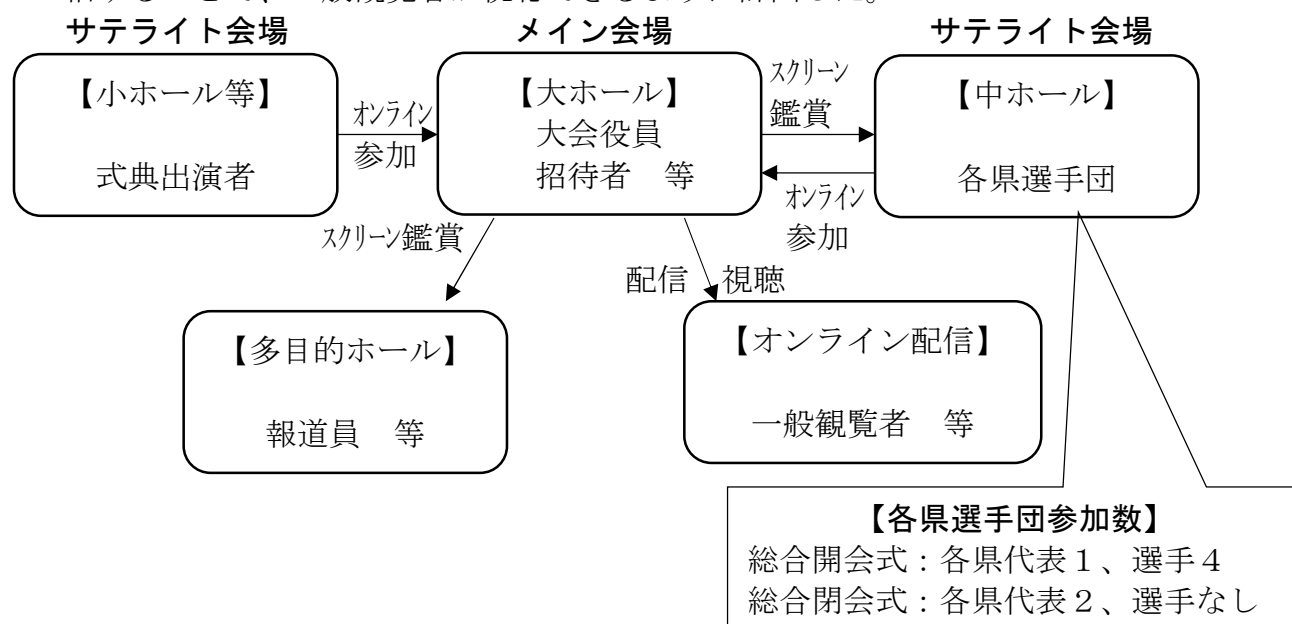 サテライト会場
メイン会場
サテライト会場
【小ホール等】
式典出演者
オンライン
参加
【大ホール】
大会役員
招待者　等
スクリーン
鑑賞
オンライン
参加
【中ホール】
各県選手団
スクリーン鑑賞
配信
視聴
【多目的ホール】
報道員　等
【オンライン配信】
一般観覧者　等
【各県選手団参加数】
総合開会式：各県代表１、選手４
総合閉会式：各県代表２、選手なし